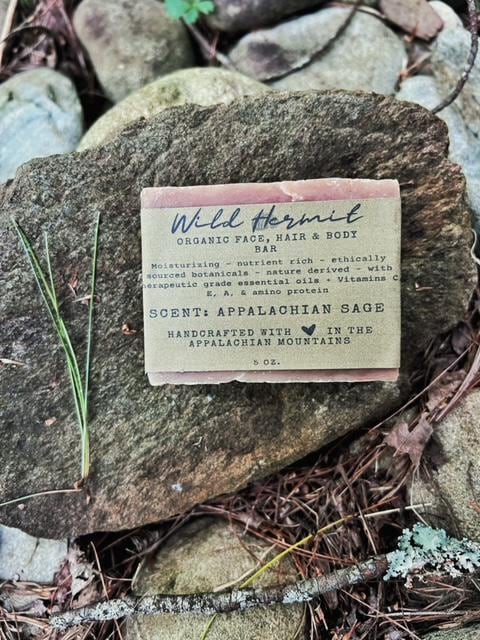 Wild Hermit
ORGANIC FACE, HAIR & BODY
BAR
Moisturizing - nutrient rich - ethically
sourced botanicals - nature derived - with
herapeutic grade essential oils + Vitamins C,
E, A, & amino protein
SCENT: APPALACHIAN SAGE
HANDCRAFTED WITH ♥ IN THE
APPALACHIAN MOUNTAINS
5 OZ.